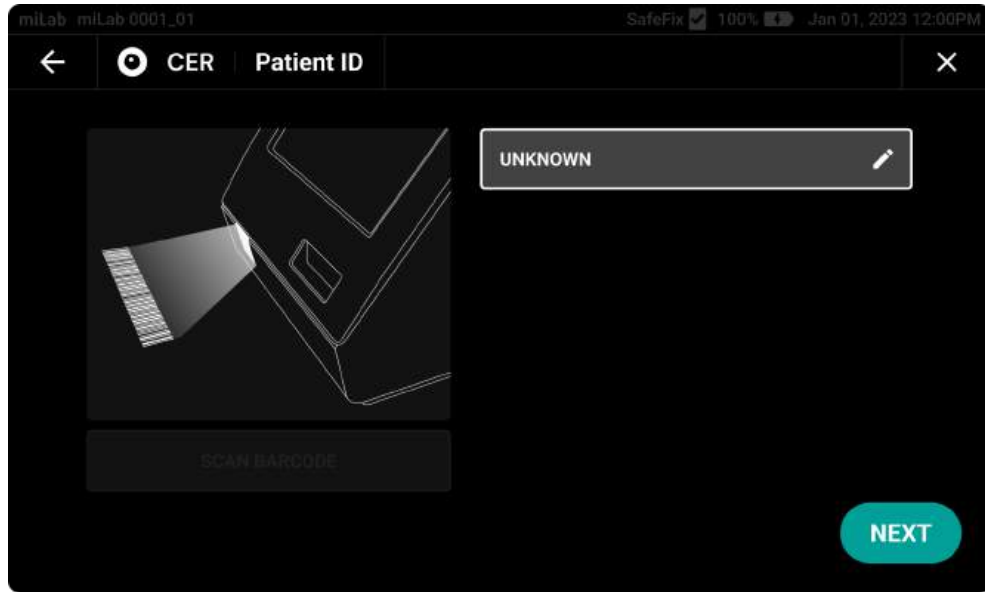 miLab miLab 0001_01 SafeFix 100% Jan 01, 2023 12:00PM
CER Patient ID
UNKNOWN
SCAN BARCODE
NEXT